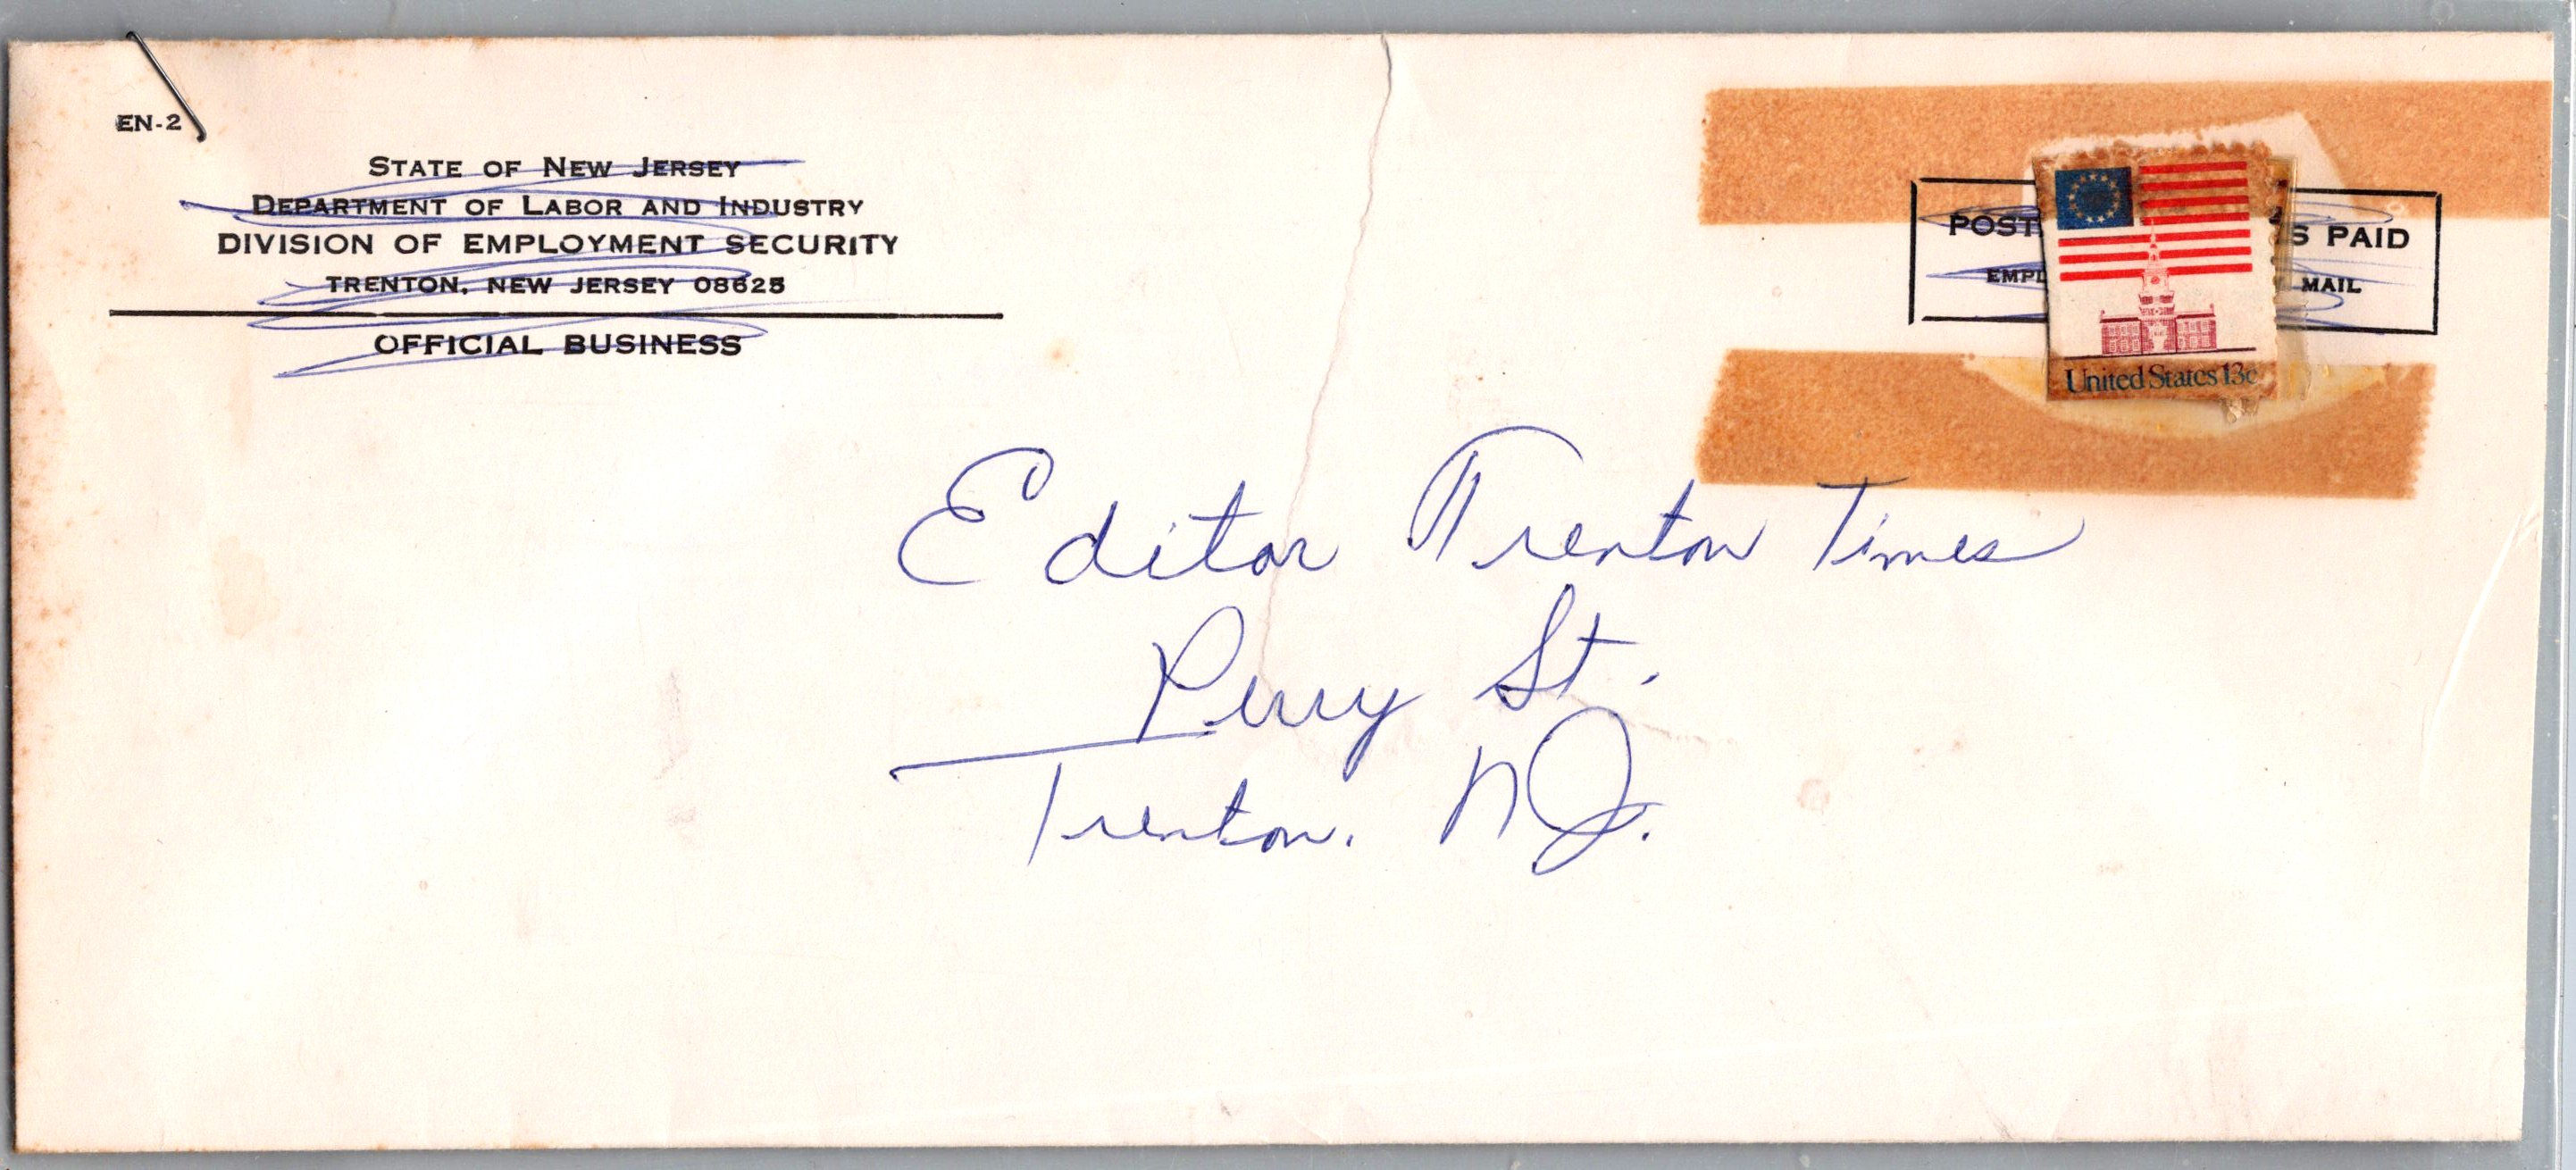 EN-2
STATE OF NEW JERSEY
DEPARTMENT OF LABOR AND INDUSTRY
DIVISION OF EMPLOYMENT SECURITY
TRENTON, NEW JERSEY 08625
OFFICIAL BUSINESS
POST S PAID
EMPL MAIL
United States 13c
Editor Trenton Times
Perry St.
Trenton. NJ.